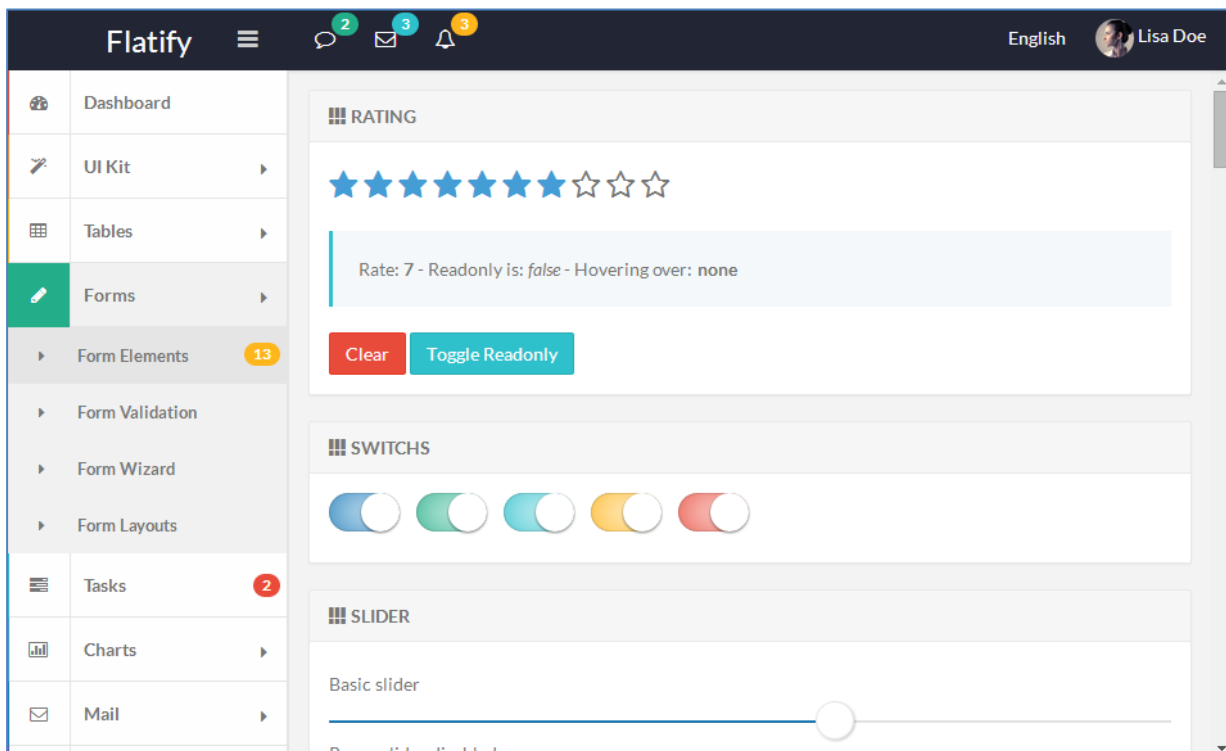 Flatify
2
3
3
English
Lisa Doe
Dashboard
UI Kit
Tables
Forms
Form Elements
13
Form Validation
Form Wizard
Form Layouts
Tasks
2
Charts
Mail
RATING
Rate: 7 - Readonly is: false - Hovering over: none
Clear
Toggle Readonly
SWITCHS
SLIDER
Basic slider